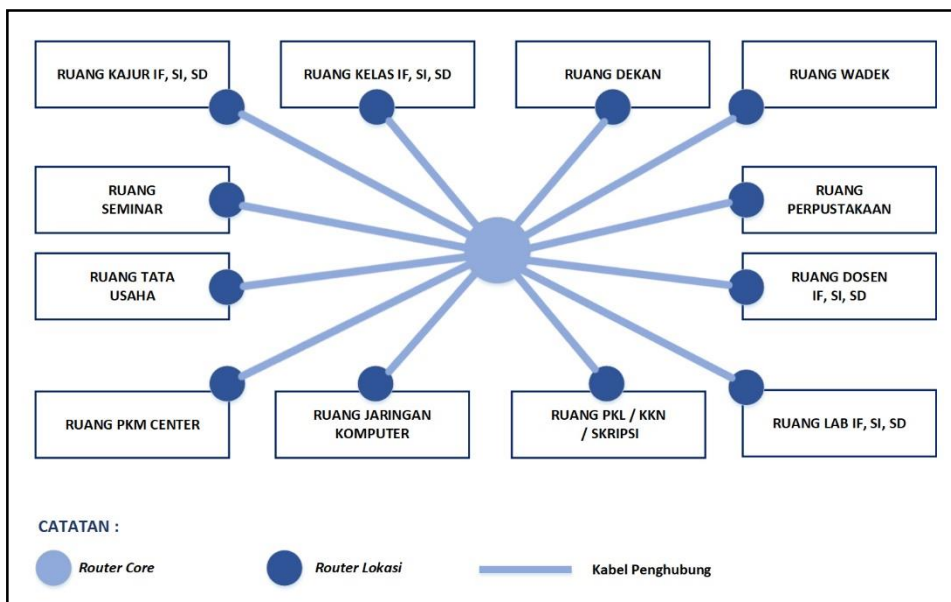 RUANG KAJUR IF, SI, SD
RUANG KELAS IF, SI, SD
RUANG DEKAN
RUANG WADEK
RUANG
SEMINAR
RUANG
PERPUSTAKAAN
RUANG TATA
USAHA
RUANG DOSEN
IF, SI, SD
RUANG PKM CENTER
RUANG JARINGAN
KOMPUTER
RUANG PKL / KKN
/ SKRIPSI
RUANG LAB IF, SI, SD
CATATAN :
Router Core
Router Lokasi
Kabel Penghubung